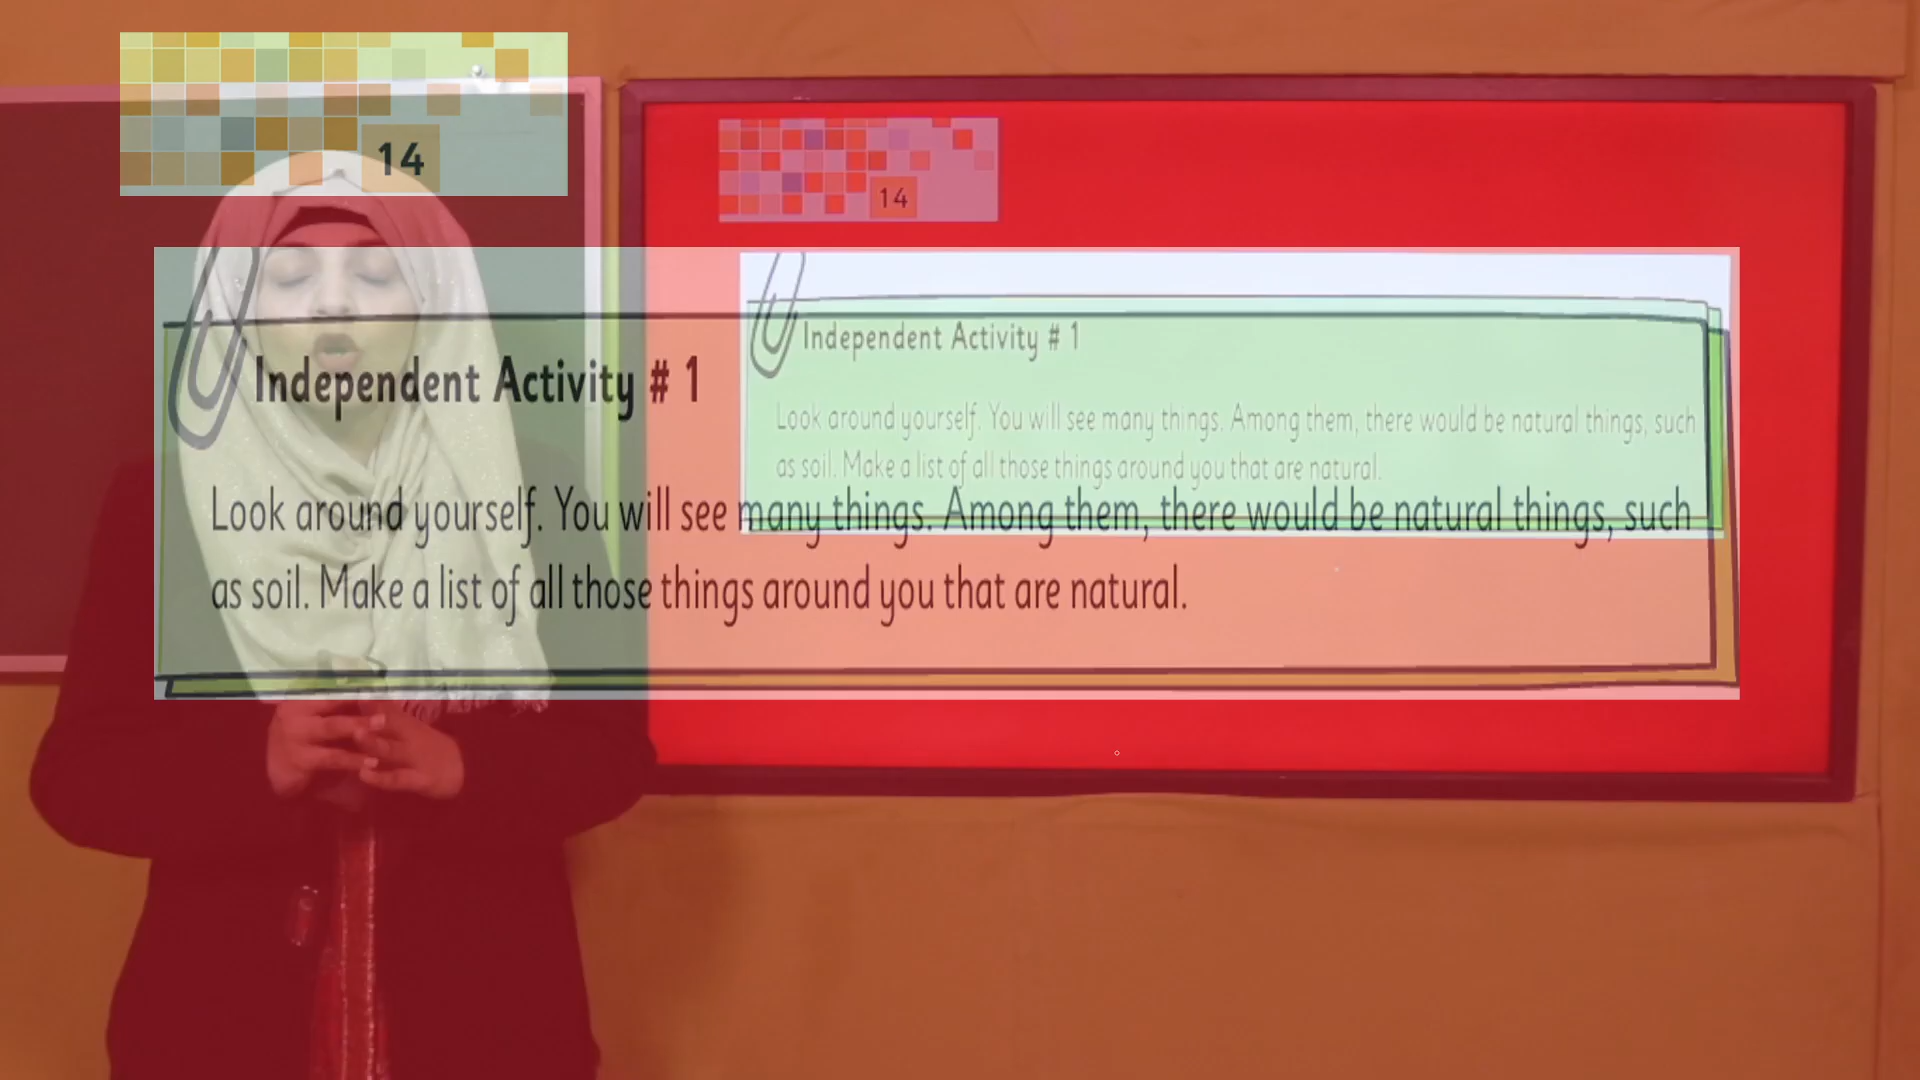 14
14
Independent Activity # 1
Look around yourself. You will see many things. Among them, there would be natural things, such
as soil. Make a list of all those things around you that are natural.
Independent Activity # 1
Look around yourself. You will see many things. Among them, there would be natural things, such
as soil. Make a list of all those things around you that are natural.